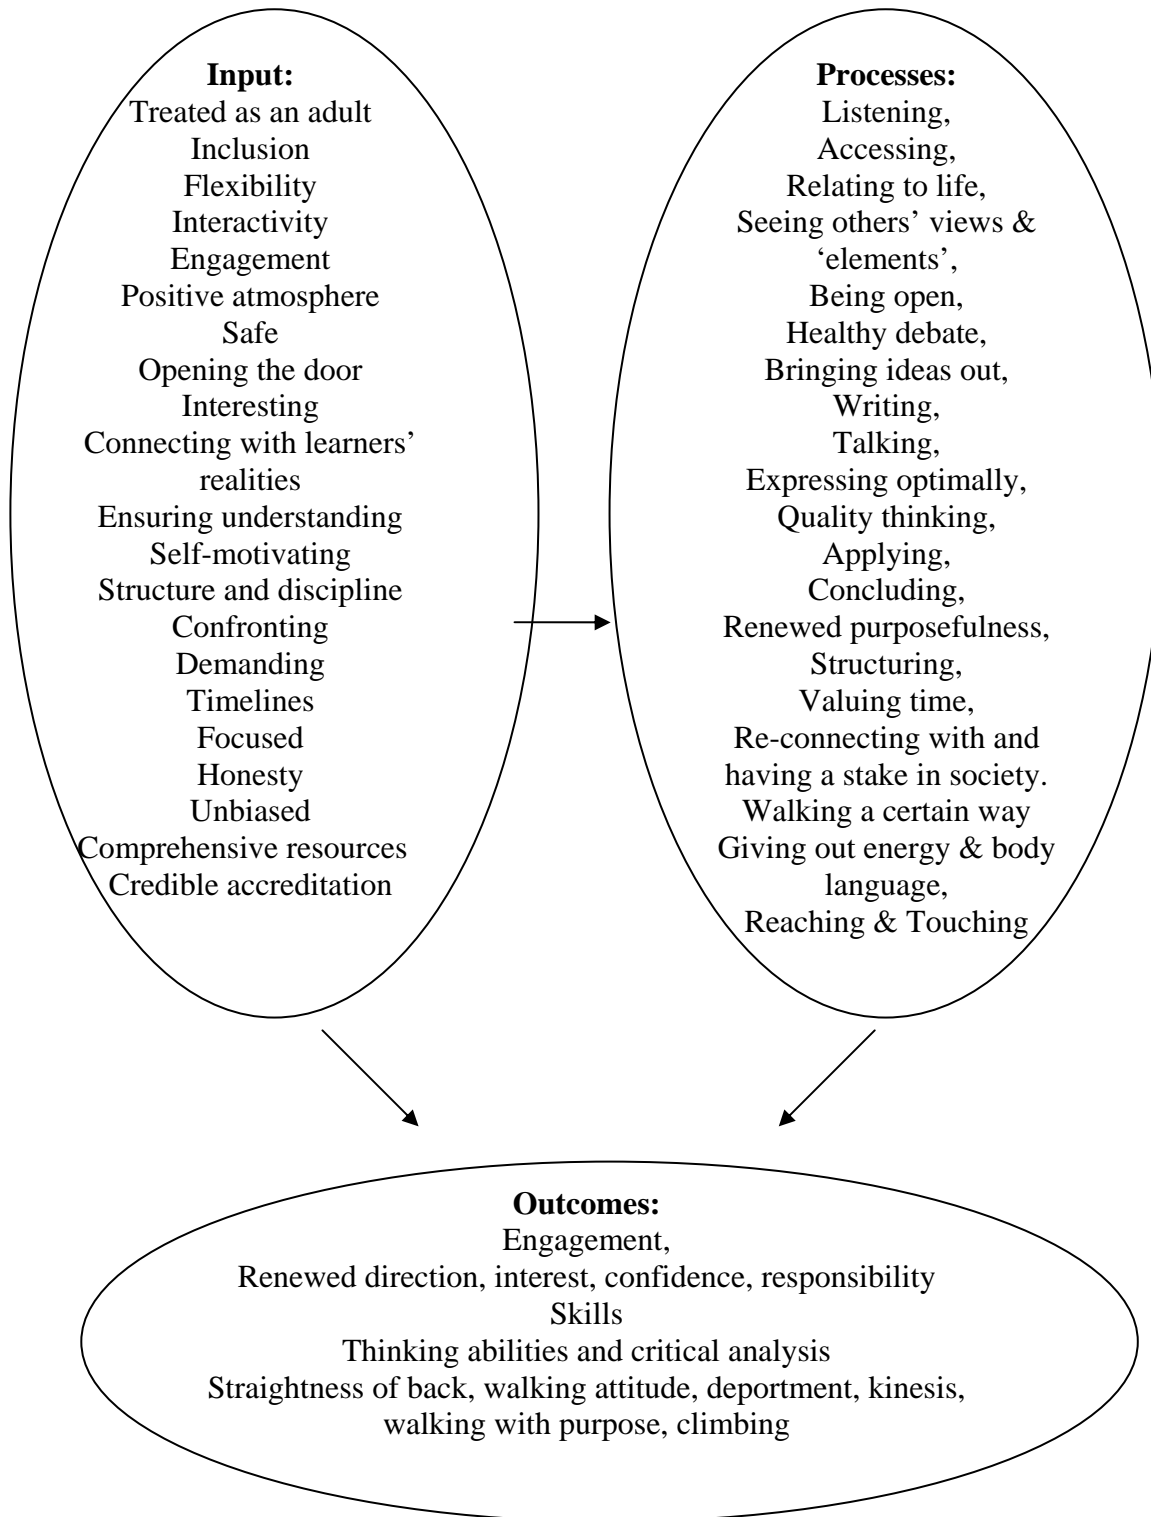 Input:
Treated as an adult
Inclusion
Flexibility
Interactivity
Engagement
Positive atmosphere
Safe
Opening the door
Interesting
Connecting with learners’
realities
Ensuring understanding
Self-motivating
Structure and discipline
Confronting
Demanding
Timelines
Focused
Honesty
Unbiased
Comprehensive resources
Credible accreditation
Processes:
Listening,
Accessing,
Relating to life,
Seeing others’ views &
‘elements’,
Being open,
Healthy debate,
Bringing ideas out,
Writing,
Talking,
Expressing optimally,
Quality thinking,
Applying,
Concluding,
Renewed purposefulness,
Structuring,
Valuing time,
Re-connecting with and
having a stake in society.
Walking a certain way
Giving out energy & body
language,
Reaching & Touching
Outcomes:
Engagement,
Renewed direction, interest, confidence, responsibility
Skills
Thinking abilities and critical analysis
Straightness of back, walking attitude, deportment, kinesis,
walking with purpose, climbing